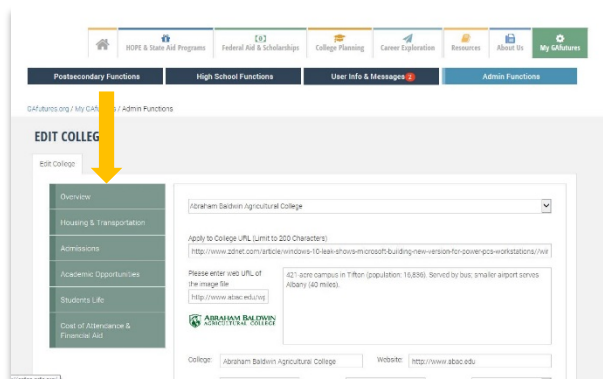 HOPE & State Aid Programs
Federal Aid & Scholarships
College Planning
Career Exploration
Resources
About Us
My GAfutures
Postsecondary Functions
High School Functions
User Info & Messages 2
Admin Functions
GAfutures.org / My GAfutures / Admin Functions
EDIT COLLEG
Edit College
Overview
Housing & Transportation
Admissions
Academic Opportunities
Students Life
Cost of Attendance &
Financial Aid
Abraham Baldwin Agricultural College
Apply to College URL (Limit to 200 Characters)
http://www.zdnet.com/article/windows-10-leak-shows-microsoft-building-new-version-for-power-pcs-workstations//wir
Please enter web URL of
the image file
http://www.abac.edu/wp
421-acre campus in Tifton (population: 16,836). Served by bus; smaller airport serves
Albany (40 miles).
ABRAHAM BALDWIN
AGRICULTURAL COLLEGE
College:
Abraham Baldwin Agricultural College
Website:
http://www.abac.edu